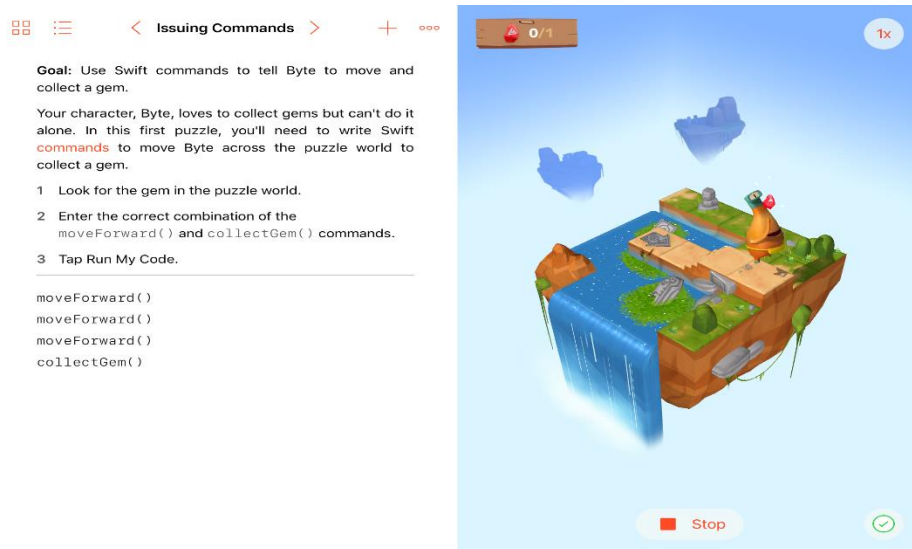 Issuing Commands
Goal: Use Swift commands to tell Byte to move and
collect a gem.
Your character, Byte, loves to collect gems but can't do it
alone. In this first puzzle, you'll need to write Swift
commands to move Byte across the puzzle world to
collect a gem.
1 Look for the gem in the puzzle world.
2 Enter the correct combination of the
moveForward() and collectGem() commands.
3 Tap Run My Code.
moveForward()
moveForward()
moveForward()
collectGem()
0/1
1x
Stop